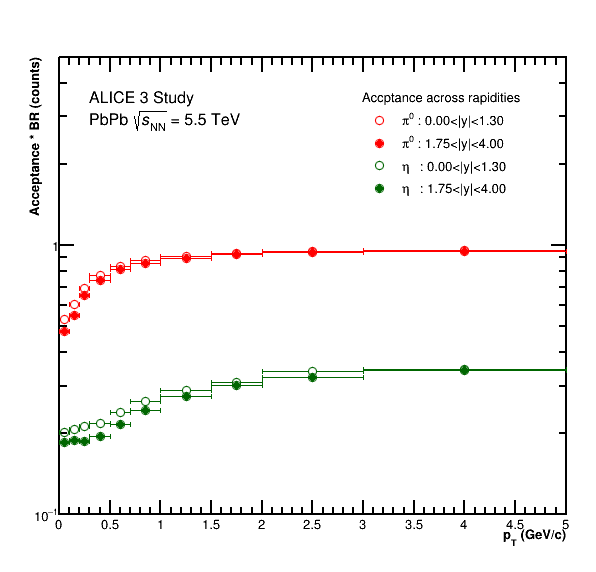 ALICE 3 Study
PbPb √sNN = 5.5 TeV
Accptance across rapidities
π⁰ : 0.00<|y|<1.30
π⁰ : 1.75<|y|<4.00
η : 0.00<|y|<1.30
η : 1.75<|y|<4.00
Acceptance * BR (counts)
1
10⁻¹
0 0.5 1 1.5 2 2.5 3 3.5 4 4.5 5
pT (GeV/c)